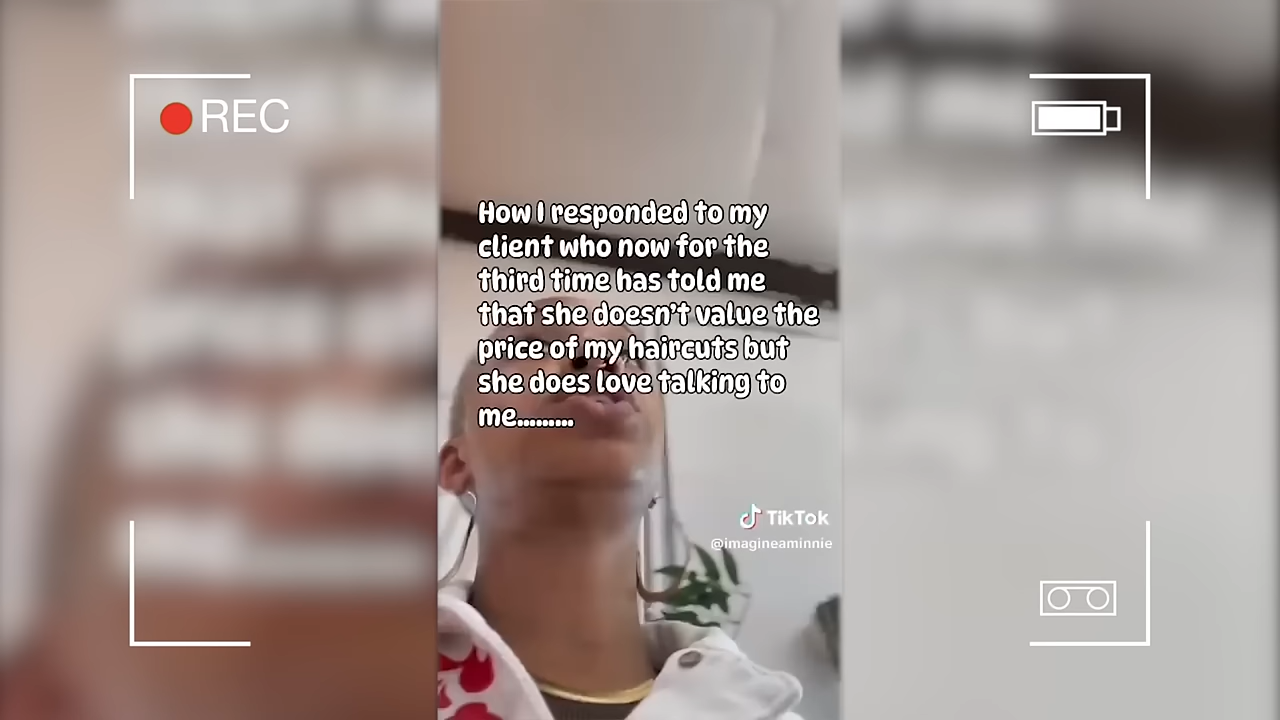 REC
How I responded to my
client who now for the
third time has told me
that she doesn't value the
price of my haircuts but
she does love talking to
me.........
TikTok
@imagineaminnie